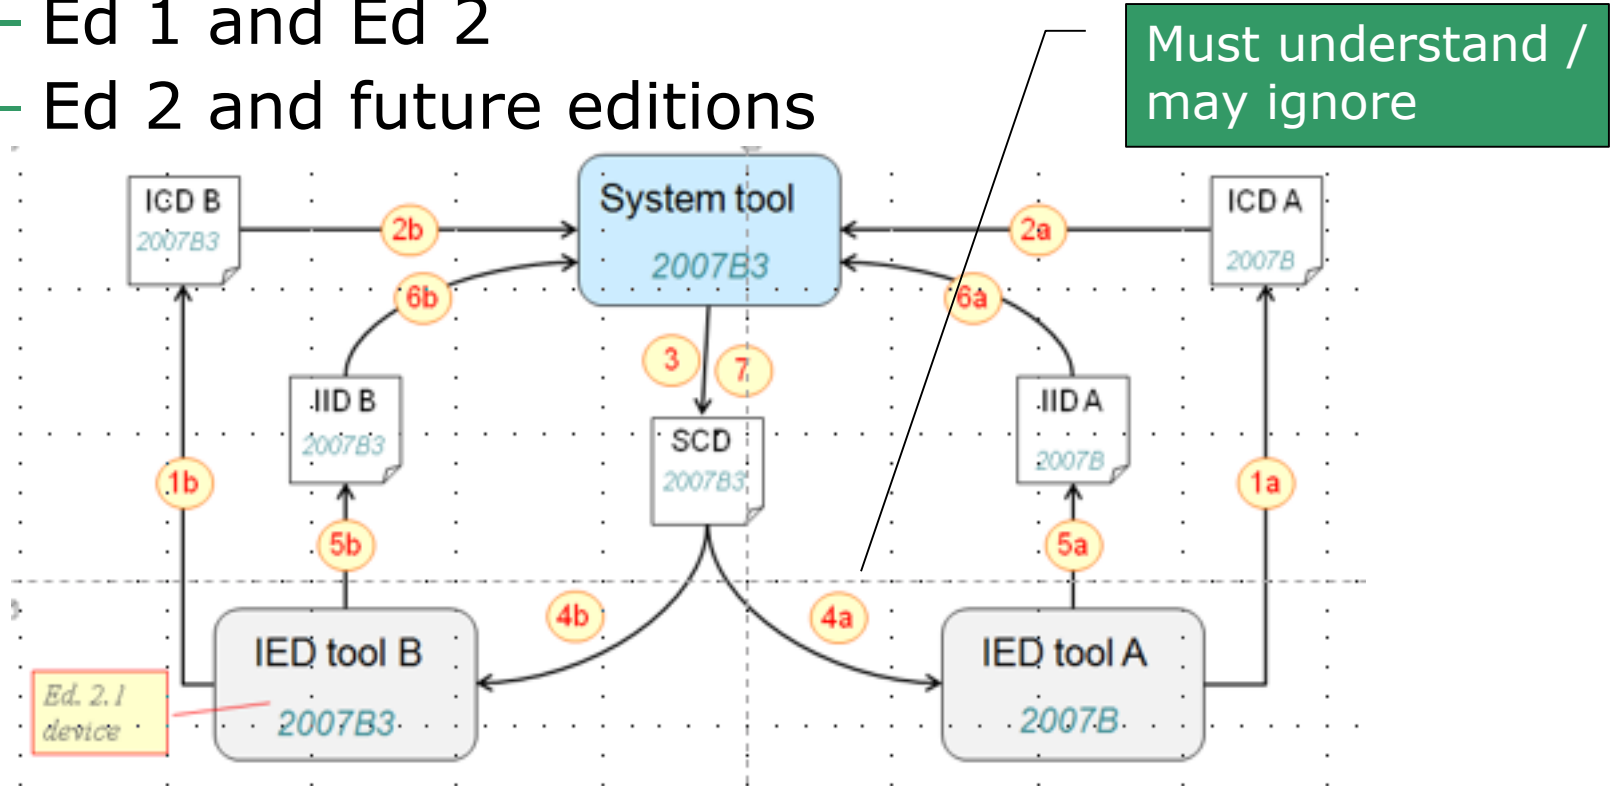 – Ed 1 and Ed 2
– Ed 2 and future editions
Must understand /
may ignore
ICD B
2007B3
2b
System tool
2007B3
2a
ICD A
2007B
6b
6a
3
7
IID B
2007B3
SCD
2007B3
IID A
2007B
1b
1a
5b
5a
4b
4a
IED tool B
2007B3
IED tool A
2007B
Ed. 2.1
device